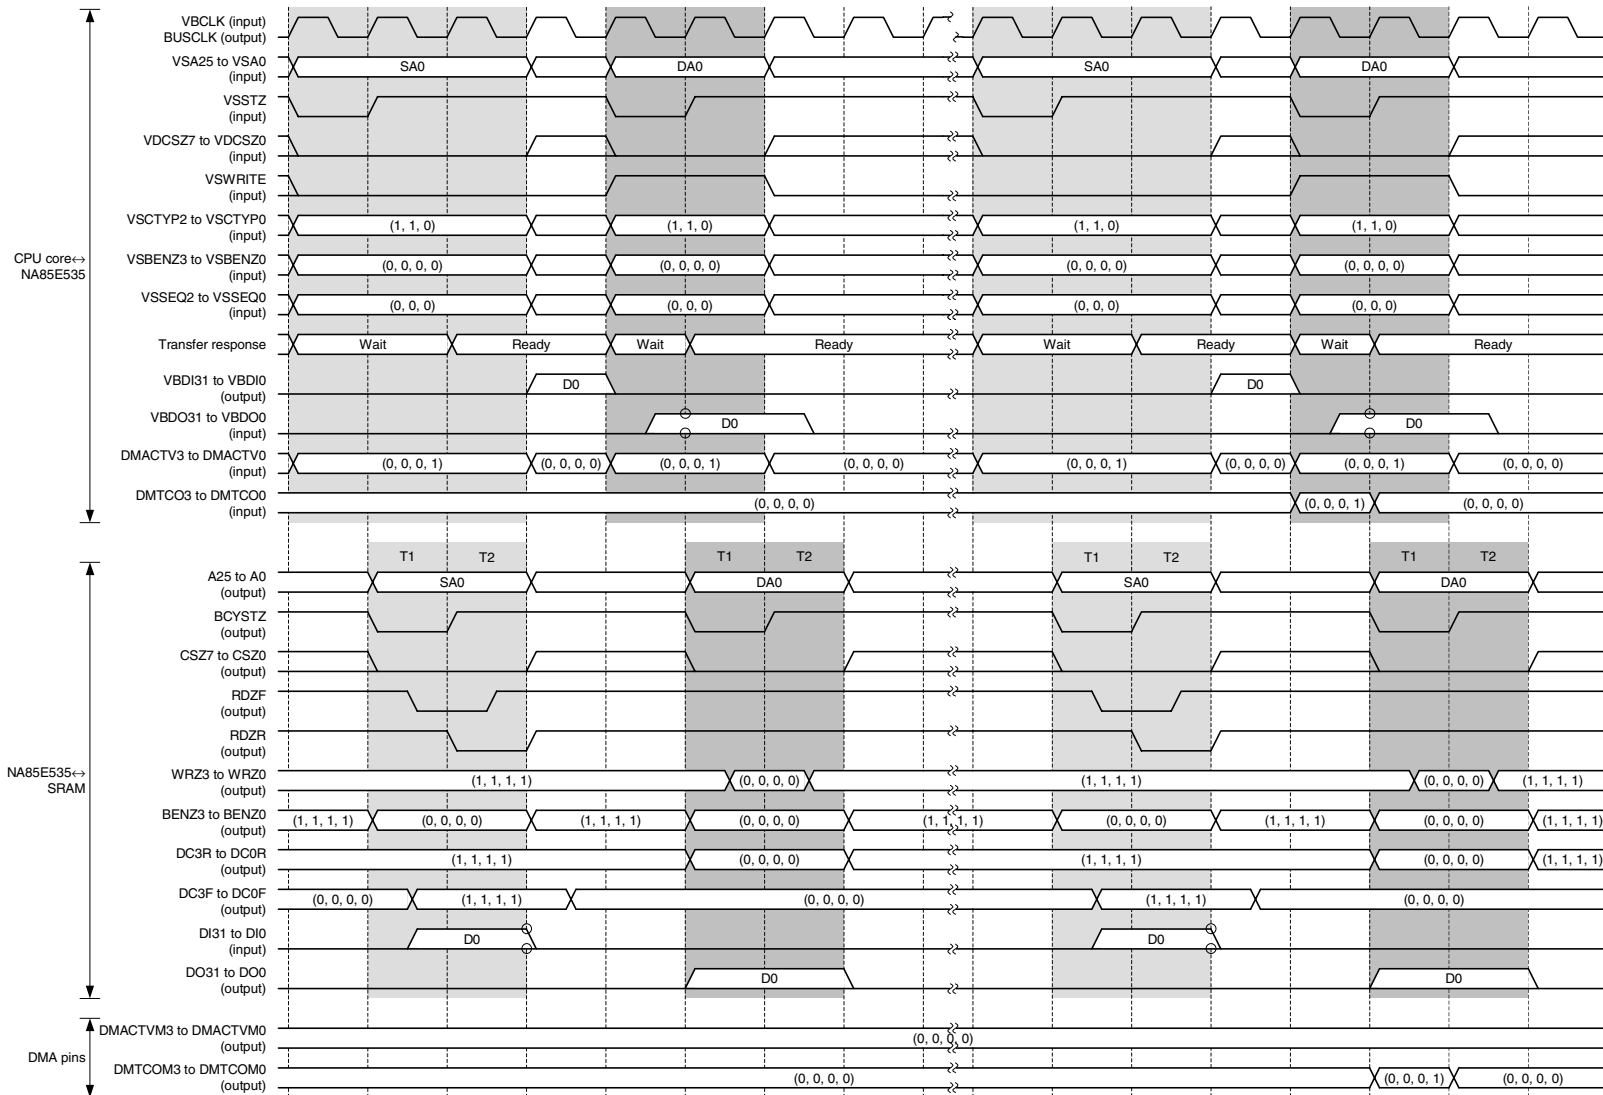 VBCLK (input)
BUSCLK (output)
VSA25 to VSA0
(input)
SA0
DA0
SA0
DA0
VSSTZ
(input)
VDCSZ7 to VDCSZ0
(input)
VSWRITE
(input)
VSCTYP2 to VSCTYP0
(input)
(1, 1, 0)
(1, 1, 0)
(1, 1, 0)
(1, 1, 0)
CPU core↔
NA85E535
VSBENZ3 to VSBENZ0
(input)
(0, 0, 0, 0)
(0, 0, 0, 0)
(0, 0, 0, 0)
(0, 0, 0, 0)
VSSEQ2 to VSSEQ0
(input)
(0, 0, 0)
(0, 0, 0)
(0, 0, 0)
(0, 0, 0)
Transfer response
Wait
Ready
Wait
Ready
Wait
Ready
Wait
Ready
VBDI31 to VBDI0
(output)
D0
D0
VBDO31 to VBDO0
(input)
D0
D0
DMACTV3 to DMACTV0
(input)
(0, 0, 0, 1)
(0, 0, 0, 0)
(0, 0, 0, 1)
(0, 0, 0, 0)
(0, 0, 0, 1)
(0, 0, 0, 0)
(0, 0, 0, 1)
(0, 0, 0, 0)
DMTCO3 to DMTCO0
(input)
(0, 0, 0, 0)
(0, 0, 0, 1)
(0, 0, 0, 0)
T1
T2
T1
T2
T1
T2
T1
T2
A25 to A0
(output)
SA0
DA0
SA0
DA0
BCYSTZ
(output)
CSZ7 to CSZ0
(output)
RDZF
(output)
RDZR
(output)
NA85E535↔
SRAM
WRZ3 to WRZ0
(output)
(1, 1, 1, 1)
(0, 0, 0, 0)
(1, 1, 1, 1)
(0, 0, 0, 0)
(1, 1, 1, 1)
BENZ3 to BENZ0
(output)
(1, 1, 1, 1)
(0, 0, 0, 0)
(1, 1, 1, 1)
(0, 0, 0, 0)
(1, 1, 1, 1)
(0, 0, 0, 0)
(1, 1, 1, 1)
(0, 0, 0, 0)
(1, 1, 1, 1)
DC3R to DC0R
(output)
(1, 1, 1, 1)
(0, 0, 0, 0)
(1, 1, 1, 1)
(0, 0, 0, 0)
(1, 1, 1, 1)
DC3F to DC0F
(output)
(0, 0, 0, 0)
(1, 1, 1, 1)
(0, 0, 0, 0)
(1, 1, 1, 1)
(0, 0, 0, 0)
DI31 to DI0
(input)
D0
D0
DO31 to DO0
(output)
D0
D0
DMA pins
DMACTVM3 to DMACTVM0
(output)
(0, 0, 0, 0)
DMTCOM3 to DMTCOM0
(output)
(0, 0, 0, 0)
(0, 0, 0, 1)
(0, 0, 0, 0)